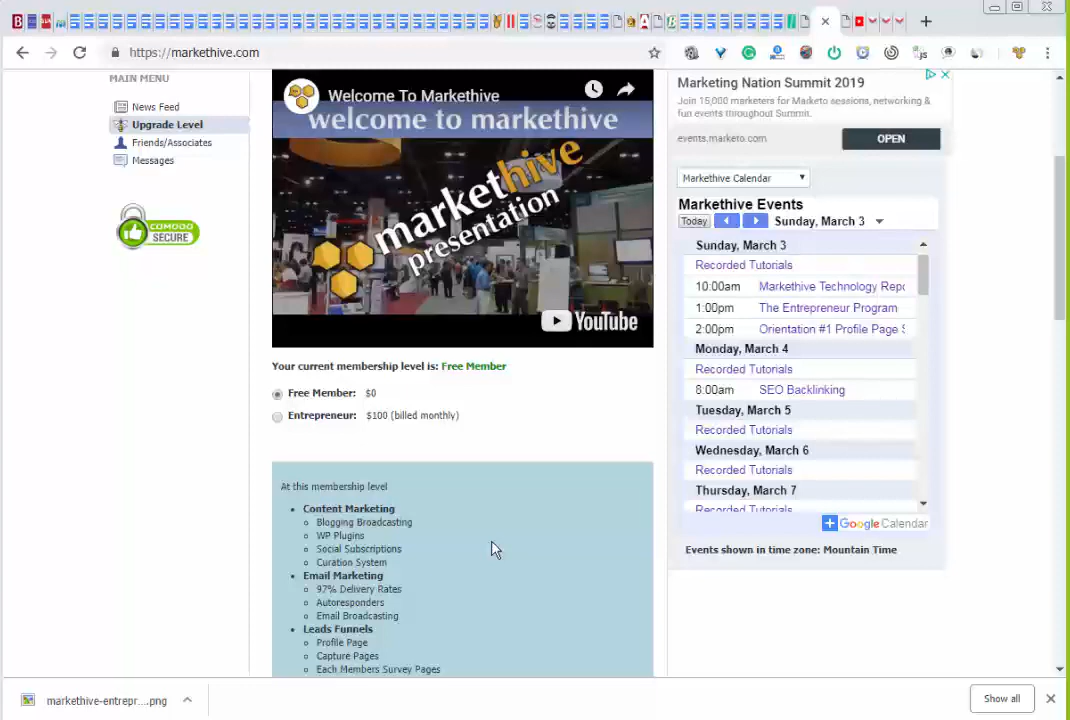 https://markethive.com
MAIN MENU
News Feed
Upgrade Level
Friends/Associates
Messages
COMODO
SECURE
Welcome To Markethive
welcome to markethive
markethive
presentation
YouTube
Your current membership level is: Free Member
Free Member: $0
Entrepreneur: $100 (billed monthly)
At this membership level
Content Marketing
Blogging Broadcasting
WP Plugins
Social Subscriptions
Curation System
Email Marketing
97% Delivery Rates
Autoresponders
Email Broadcasting
Leads Funnels
Profile Page
Capture Pages
Each Members Survey Pages
Marketing Nation Summit 2019
Join 15,000 marketers for Marketo sessions, networking &
fun events throughout Summit.
events.marketo.com
OPEN
Markethive Calendar
Markethive Events
Today Sunday, March 3
Sunday, March 3
Recorded Tutorials
10:00am Markethive Technology Repo
1:00pm The Entrepreneur Program
2:00pm Orientation #1 Profile Page S
Monday, March 4
Recorded Tutorials
8:00am SEO Backlinking
Tuesday, March 5
Recorded Tutorials
Wednesday, March 6
Recorded Tutorials
Thursday, March 7
Recorded Tutorials
Google Calendar
Events shown in time zone: Mountain Time
markethive-entrepr....png
Show all